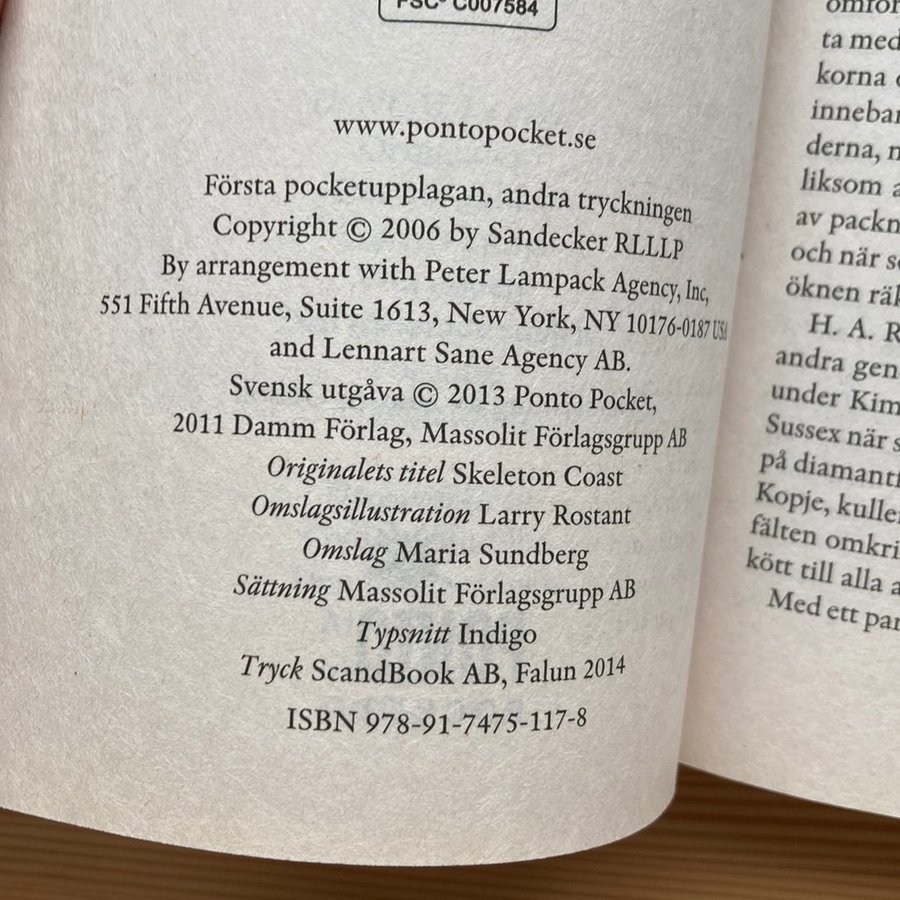 FSC® C007584
www.pontopocket.se
Första pocketupplagan, andra tryckningen
Copyright © 2006 by Sandecker RLLLP
By arrangement with Peter Lampack Agency, Inc,
551 Fifth Avenue, Suite 1613, New York, NY 10176-0187 USA
and Lennart Sane Agency AB.
Svensk utgåva © 2013 Ponto Pocket,
2011 Damm Förlag, Massolit Förlagsgrupp AB
Originalets titel Skeleton Coast
Omslagsillustration Larry Rostant
Omslag Maria Sundberg
Sättning Massolit Förlagsgrupp AB
Typsnitt Indigo
Tryck ScandBook AB, Falun 2014
ISBN 978-91-7475-117-8
ta med
korna
inneba
derna,
liksom
av packn
och när s
öknen rä
H. A. R
andra gen
under Kim
Sussex när s
på diamantf
Kopje, kulle
fälten omkri
kött till alla a
Med ett par